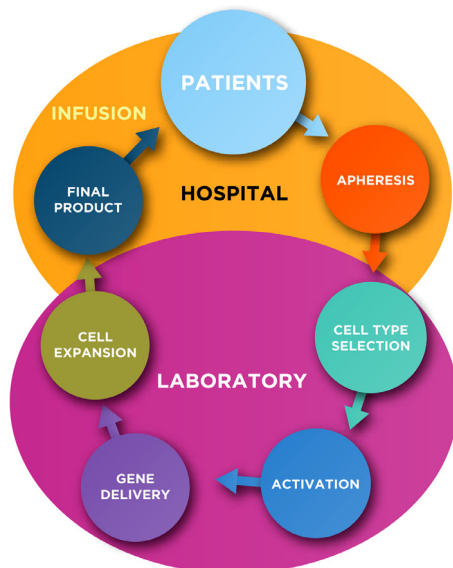 PATIENTS
INFUSION
APHERESIS
FINAL
PRODUCT
HOSPITAL
CELL TYPE
SELECTION
CELL
EXPANSION
LABORATORY
GENE
DELIVERY
ACTIVATION